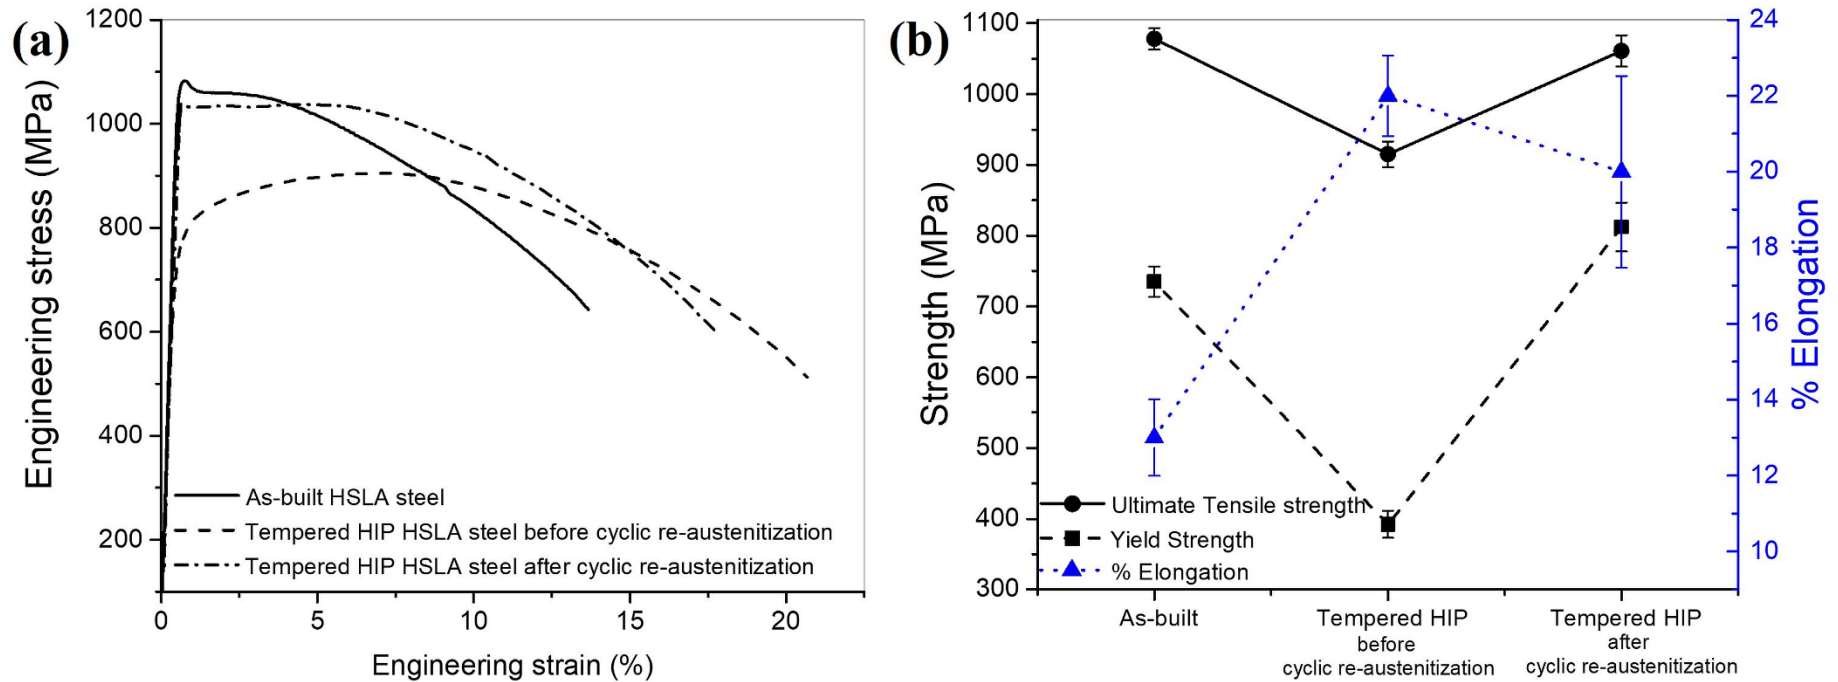 (a)
Engineering stress (MPa)
1200
1000
800
600
400
200
0
5
10
15
20
Engineering strain (%)
As-built HSLA steel
Tempered HIP HSLA steel before cyclic re-austenitization
Tempered HIP HSLA steel after cyclic re-austenitization
(b)
Strength (MPa)
1100
1000
900
800
700
600
500
400
300
Ultimate Tensile strength
Yield Strength
% Elongation
As-built
Tempered HIP
before
cyclic re-austenitization
Tempered HIP
after
cyclic re-austenitization
24
22
20
18
16
14
12
10
% Elongation